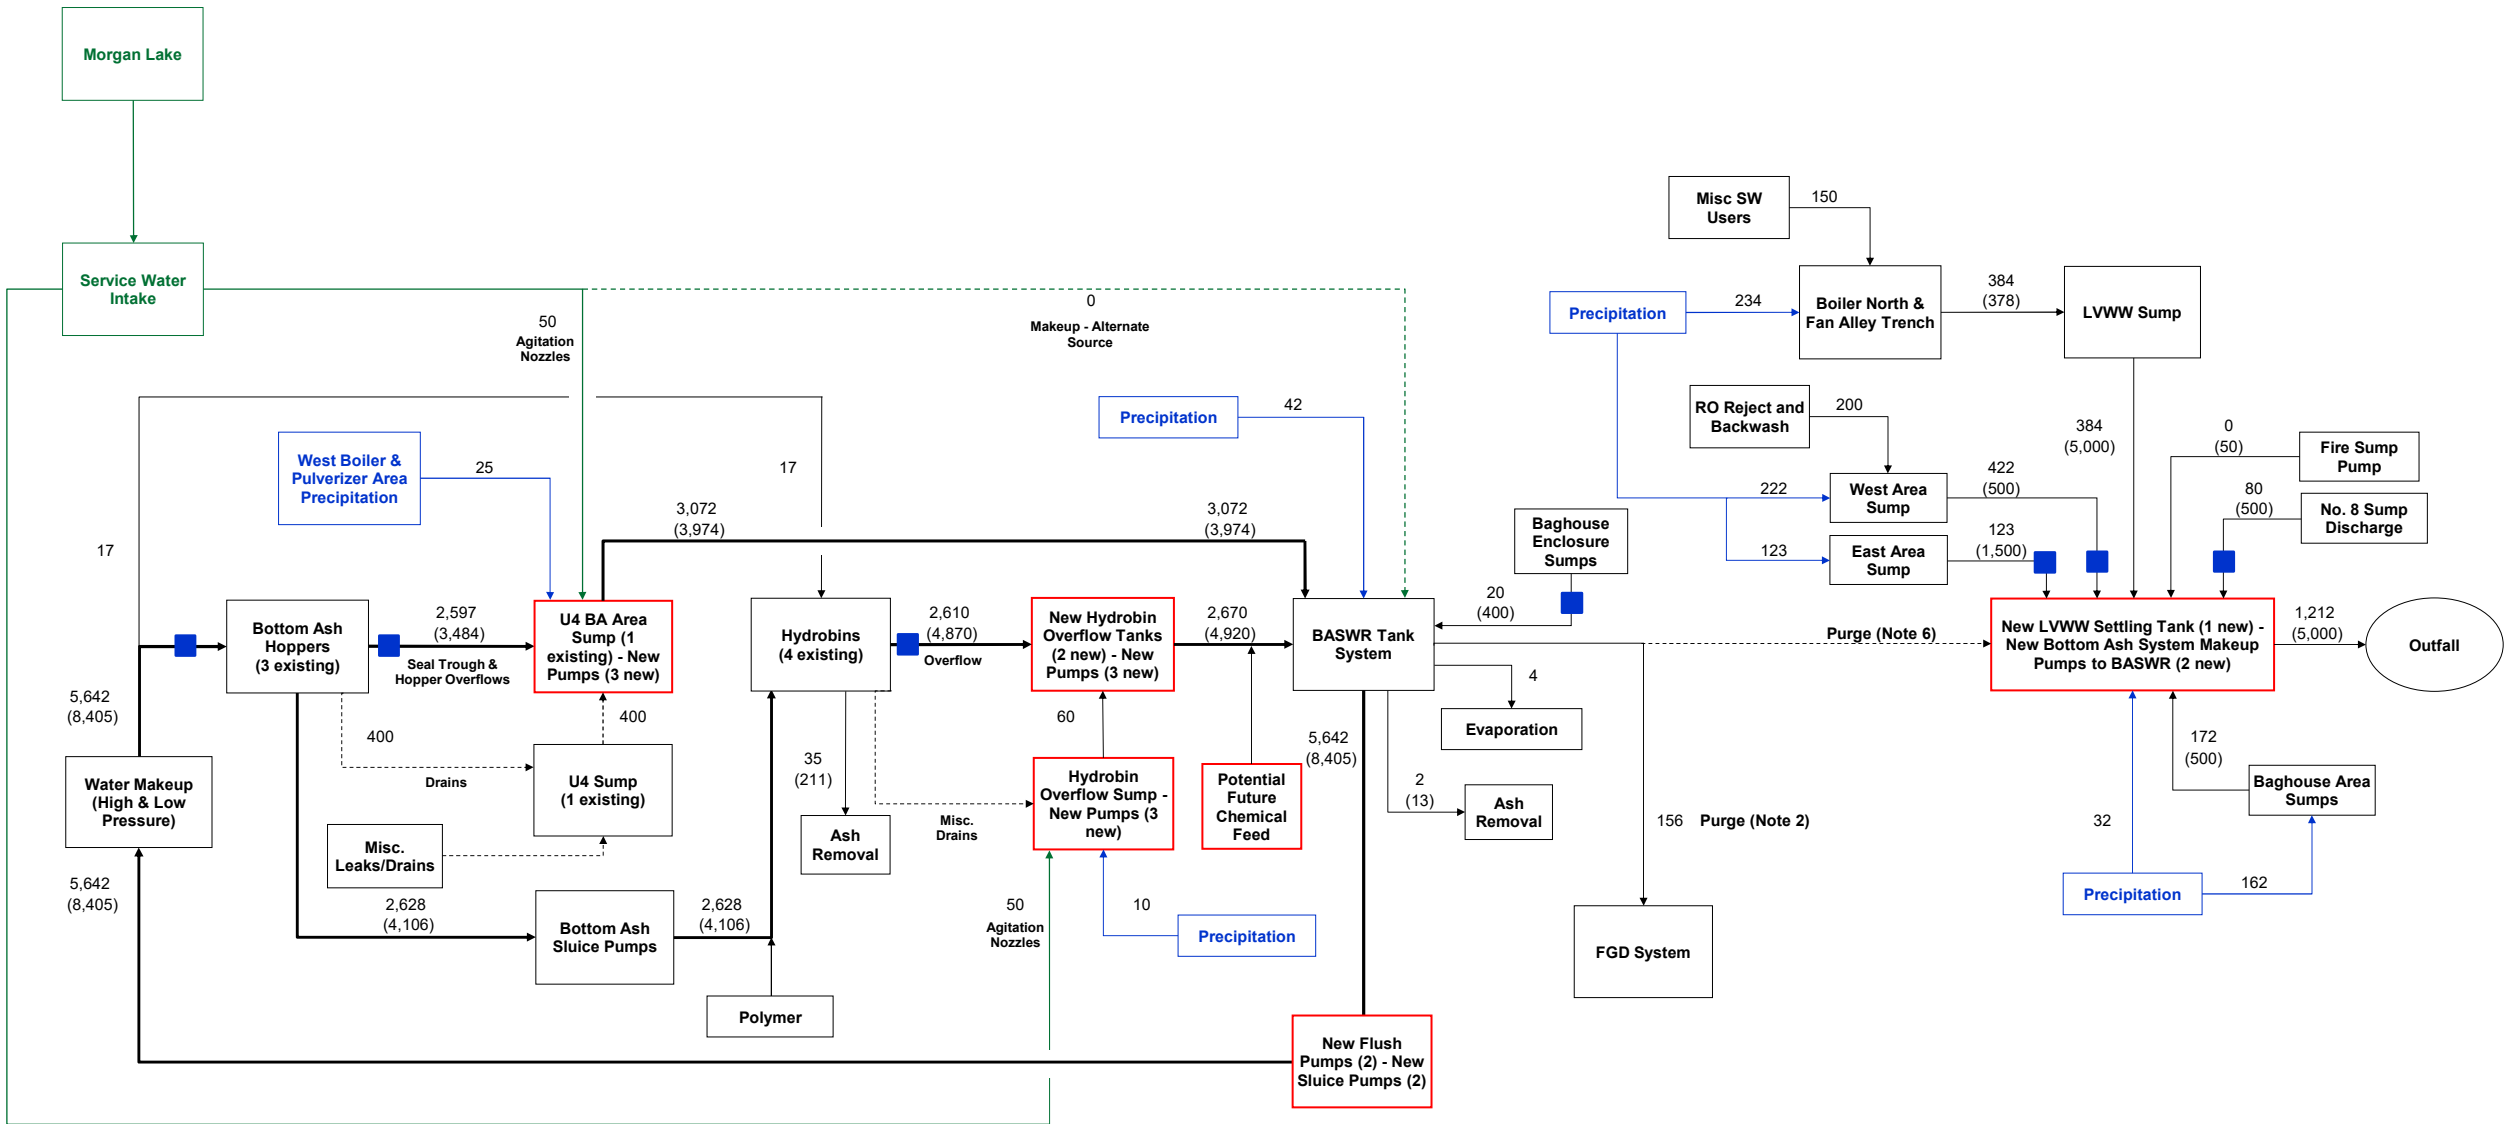 Morgan Lake
Service Water
Intake
50
Agitation
Nozzles
0
Makeup - Alternate
Source
Misc SW
Users
150
Precipitation
234
Boiler North &
Fan Alley Trench
384
(378)
LVWW Sump
Precipitation
42
RO Reject and
Backwash
200
384
(5,000)
0
(50)
Fire Sump
Pump
West Boiler &
Pulverizer Area
Precipitation
25
17
222
West Area
Sump
422
(500)
80
(500)
No. 8 Sump
Discharge
17
3,072
(3,974)
3,072
(3,974)
Baghouse
Enclosure
Sumps
123
East Area
Sump
123
(1,500)
20
(400)
Bottom Ash
Hoppers
(3 existing)
2,597
(3,484)
Seal Trough &
Hopper Overflows
U4 BA Area
Sump (1
existing) - New
Pumps (3 new)
Hydrobins
(4 existing)
2,610
(4,870)
Overflow
New Hydrobin
Overflow Tanks
(2 new) - New
Pumps (3 new)
2,670
(4,920)
BASWR Tank
System
Purge (Note 6)
New LVWW Settling Tank (1 new) -
New Bottom Ash System Makeup
Pumps to BASWR (2 new)
1,212
(5,000)
Outfall
5,642
(8,405)
400
400
60
5,642
(8,405)
4
Evaporation
172
(500)
Water Makeup
(High & Low
Pressure)
Drains
U4 Sump
(1 existing)
35
(211)
Hydrobin
Overflow Sump -
New Pumps (3
new)
Potential
Future
Chemical
Feed
2
(13)
Ash
Removal
Baghouse Area
Sumps
Misc.
Leaks/Drains
Ash
Removal
Misc.
Drains
156
Purge (Note 2)
32
5,642
(8,405)
2,628
(4,106)
Bottom Ash
Sluice Pumps
2,628
(4,106)
50
Agitation
Nozzles
10
Precipitation
FGD System
Precipitation
162
Polymer
New Flush
Pumps (2) - New
Sluice Pumps (2)